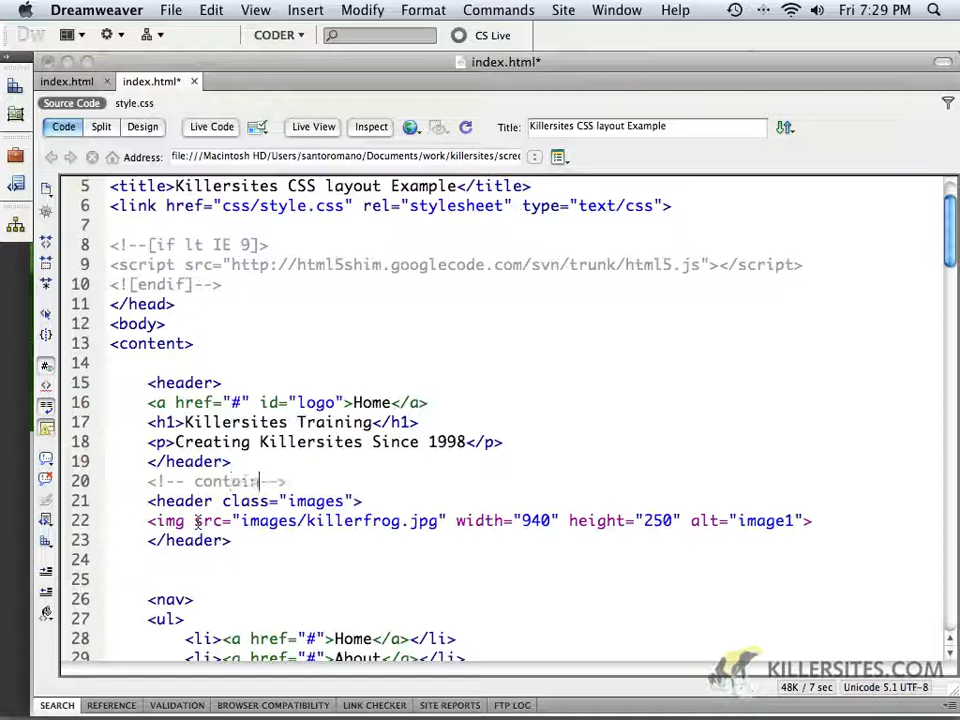 Dreamweaver File Edit View Insert Modify Format Commands Site Window Help Fri 7:29 PM
Dw CODER CS Live
index.html*
index.html × index.html* ×
Source Code style.css
Code Split Design Live Code Live View Inspect Title: Killersites CSS layout Example
Address: file:///Macintosh HD/Users/santoromano/Documents/work/killersites/scree
5 <title>Killersites CSS layout Example</title>
6 <link href="css/style.css" rel="stylesheet" type="text/css">
7
8 <!--[if lt IE 9]>
9 <script src="http://html5shim.googlecode.com/svn/trunk/html5.js"></script>
10 <![endif]-->
11 </head>
12 <body>
13 <content>
14
15 <header>
16 <a href="#" id="logo">Home</a>
17 <h1>Killersites Training</h1>
18 <p>Creating Killersites Since 1998</p>
19 </header>
20 <!-- contain-->
21 <header class="images">
22 <img src="images/killerfrog.jpg" width="940" height="250" alt="image1">
23 </header>
24
25
26 <nav>
27 <ul>
28 <li><a href="#">Home</a></li>
29 <li><a href="#">About</a></li>
KILLERSITES.COM
48K / 7 sec Unicode 5.1 UTF-8
SEARCH REFERENCE VALIDATION BROWSER COMPATIBILITY LINK CHECKER SITE REPORTS FTP LOG